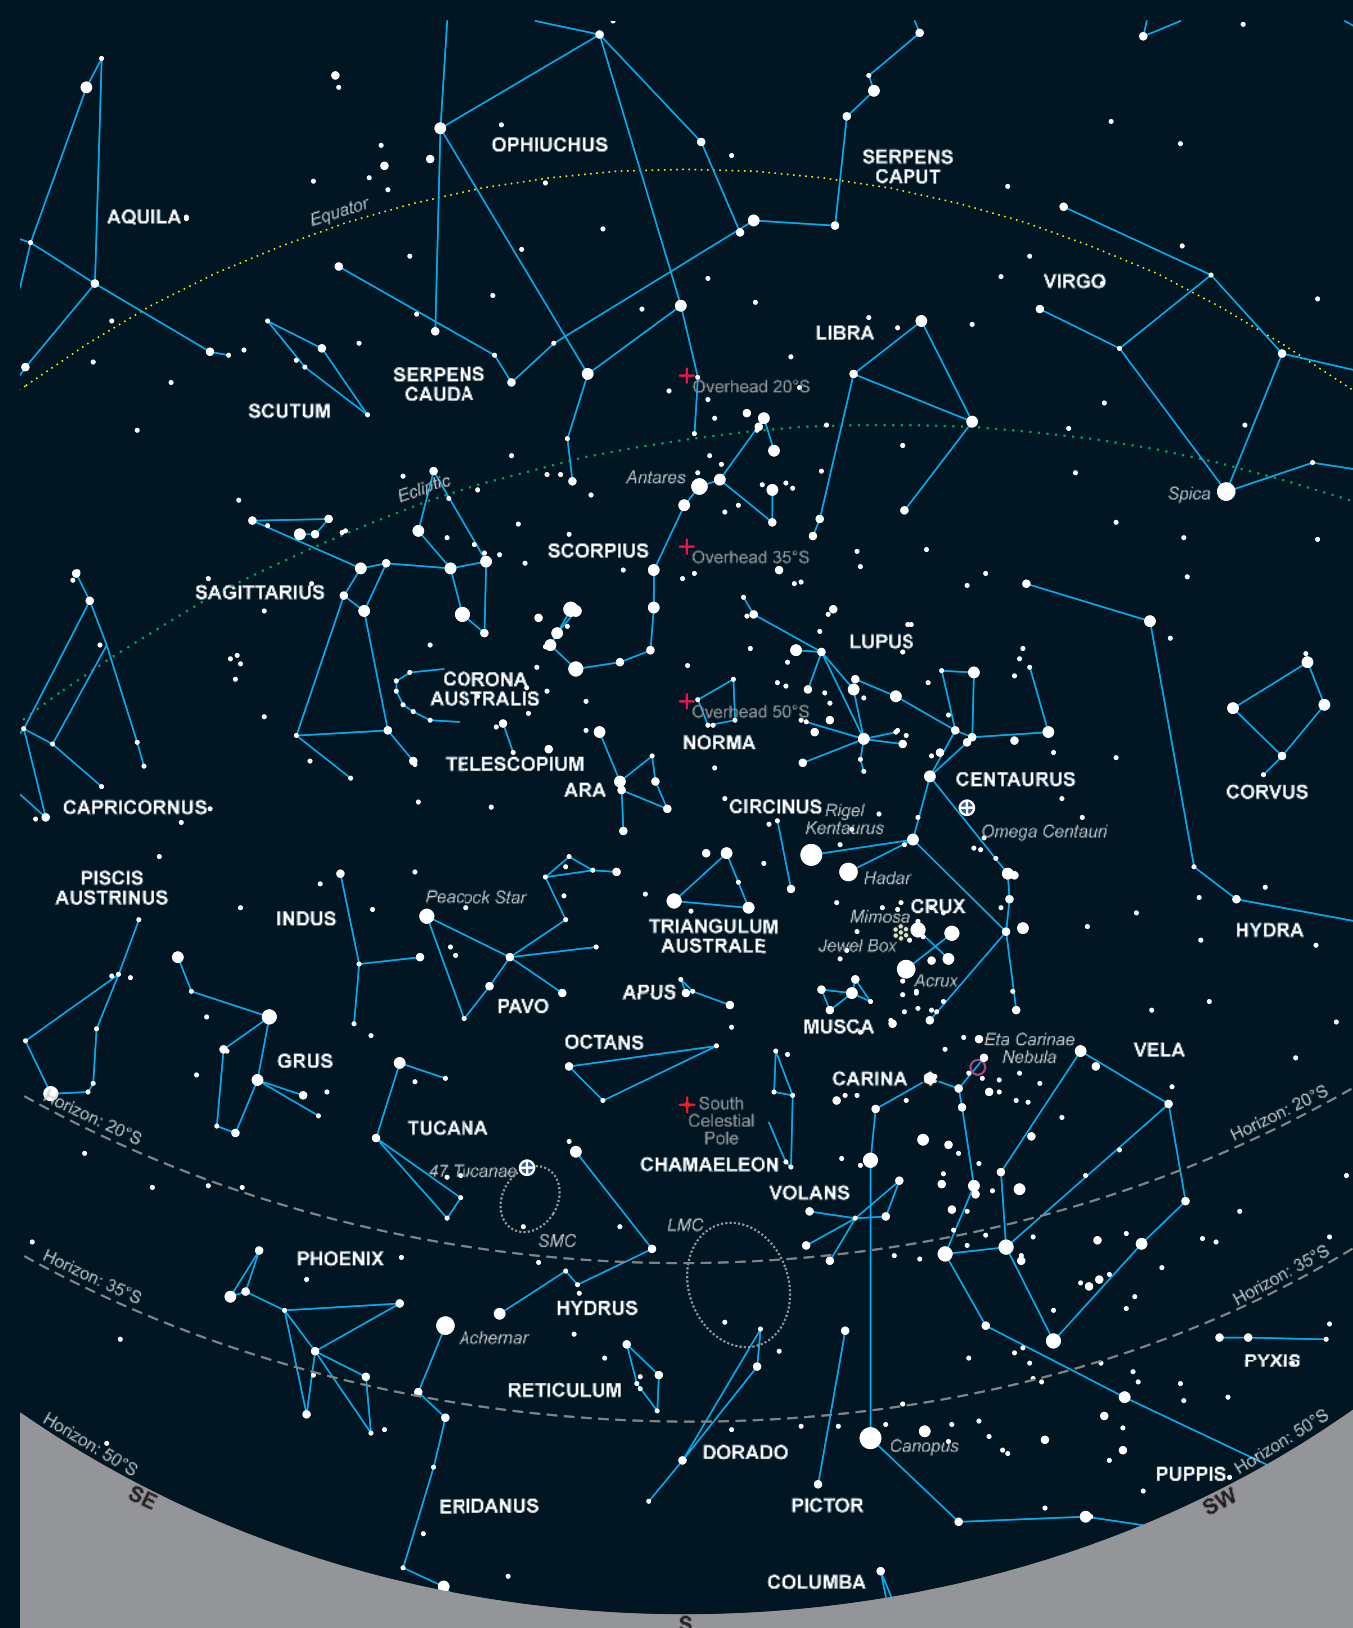 OPHIUCHUS
SERPENS
CAPUT
AQUILA
Equator
VIRGO
LIBRA
SERPENS
CAUDA
Overhead 20°S
SCUTUM
Antares
Ecliptic
Spica
SCORPIUS
Overhead 35°S
SAGITTARIUS
LUPUS
CORONA
AUSTRALIS
Overhead 50°S
NORMA
TELESCOPIUM
ARA
CENTAURUS
CORVUS
CAPRICORNUS
CIRCINUS
Rigel
Kentaurus
Omega Centauri
PISCIS
AUSTRINUS
Hadar
Peacock Star
INDUS
CRUX
Mimosa
TRIANGULUM
AUSTRALE
Jewel Box
HYDRA
Acrux
APUS
PAVO
MUSCA
OCTANS
Eta Carinae
Nebula
VELA
GRUS
CARINA
Horizon: 20°S
South
Celestial
Pole
Horizon: 20°S
TUCANA
CHAMAELEON
47 Tucanae
VOLANS
LMC
SMC
PHOENIX
Horizon: 35°S
Horizon: 35°S
HYDRUS
Achernar
PYXIS
RETICULUM
Canopus
DORADO
Horizon: 50°S
Horizon: 50°S
PUPPIS
SE
SW
ERIDANUS
PICTOR
COLUMBA
S